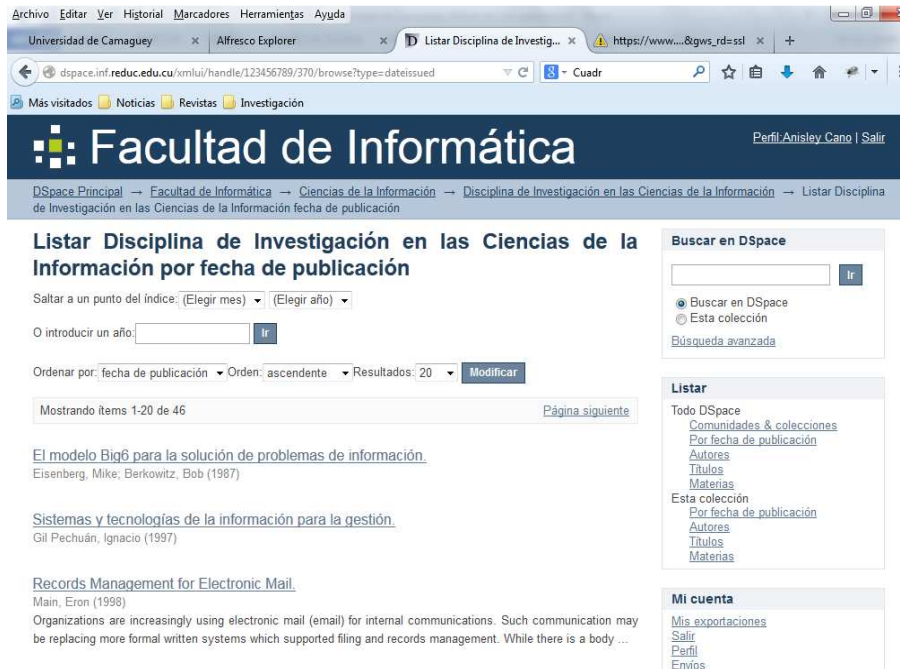 Archivo Editar Ver Historial Marcadores Herramientas Ayuda
Universidad de Camaguey × Alfresco Explorer × Listar Disciplina de Investig... × https://www....&gws_rd=ssl × +
dspace.inf.reduc.edu.cu/xmlui/handle/123456789/370/browse?type=dateissued
Cuadr
Más visitados Noticias Revistas Investigación
Facultad de Informática
Perfil:Anisley Cano | Salir
DSpace Principal → Facultad de Informática → Ciencias de la Información → Disciplina de Investigación en las Ciencias de la Información → Listar Disciplina
de Investigación en las Ciencias de la Información fecha de publicación
Listar Disciplina de Investigación en las Ciencias de la
Información por fecha de publicación
Saltar a un punto del índice: (Elegir mes) (Elegir año)
O introducir un año: Ir
Ordenar por: fecha de publicación Orden: ascendente Resultados: 20 Modificar
Mostrando ítems 1-20 de 46 Página siguiente
El modelo Big6 para la solución de problemas de información.
Eisenberg, Mike; Berkowitz, Bob (1987)
Sistemas y tecnologías de la información para la gestión.
Gil Pechuán, Ignacio (1997)
Records Management for Electronic Mail.
Main, Eron (1998)
Organizations are increasingly using electronic mail (email) for internal communications. Such communication may
be replacing more formal written systems which supported filing and records management. While there is a body ...
Buscar en DSpace
Ir
Buscar en DSpace
Esta colección
Búsqueda avanzada
Listar
Todo DSpace
Comunidades & colecciones
Por fecha de publicación
Autores
Títulos
Materias
Esta colección
Por fecha de publicación
Autores
Títulos
Materias
Mi cuenta
Mis exportaciones
Salir
Perfil
Envíos